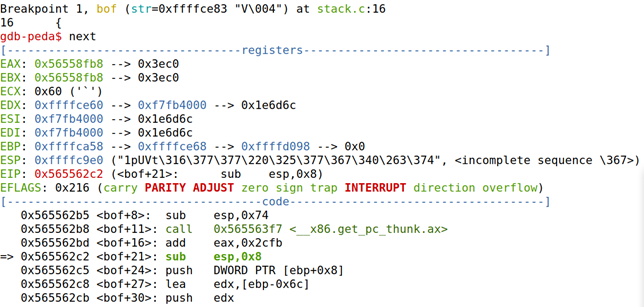 Breakpoint 1, bof (str=0xffffce83 "V\004") at stack.c:16
16      {
gdb-peda$ next
[----------------------------------registers-----------------------------------]
EAX: 0x56558fb8 --> 0x3ec0
EBX: 0x56558fb8 --> 0x3ec0
ECX: 0x60 ('`')
EDX: 0xffffce60 --> 0xf7fb4000 --> 0x1e6d6c
ESI: 0xf7fb4000 --> 0x1e6d6c
EDI: 0xf7fb4000 --> 0x1e6d6c
EBP: 0xffffca58 --> 0xffffce68 --> 0xffffd098 --> 0x0
ESP: 0xffffc9e0 ("1pUVt\316\377\377\220\325\377\367\340\263\374", <incomplete sequence \367>)
EIP: 0x565562c2 (<bof+21>:      sub    esp,0x8)
EFLAGS: 0x216 (carry PARITY ADJUST zero sign trap INTERRUPT direction overflow)
[-------------------------------------code-------------------------------------]
   0x565562b5 <bof+8>:  sub    esp,0x74
   0x565562b8 <bof+11>: call   0x565563f7 <__x86.get_pc_thunk.ax>
   0x565562bd <bof+16>: add    eax,0x2cfb
=> 0x565562c2 <bof+21>: sub    esp,0x8
   0x565562c5 <bof+24>: push   DWORD PTR [ebp+0x8]
   0x565562c8 <bof+27>: lea    edx,[ebp-0x6c]
   0x565562cb <bof+30>: push   edx